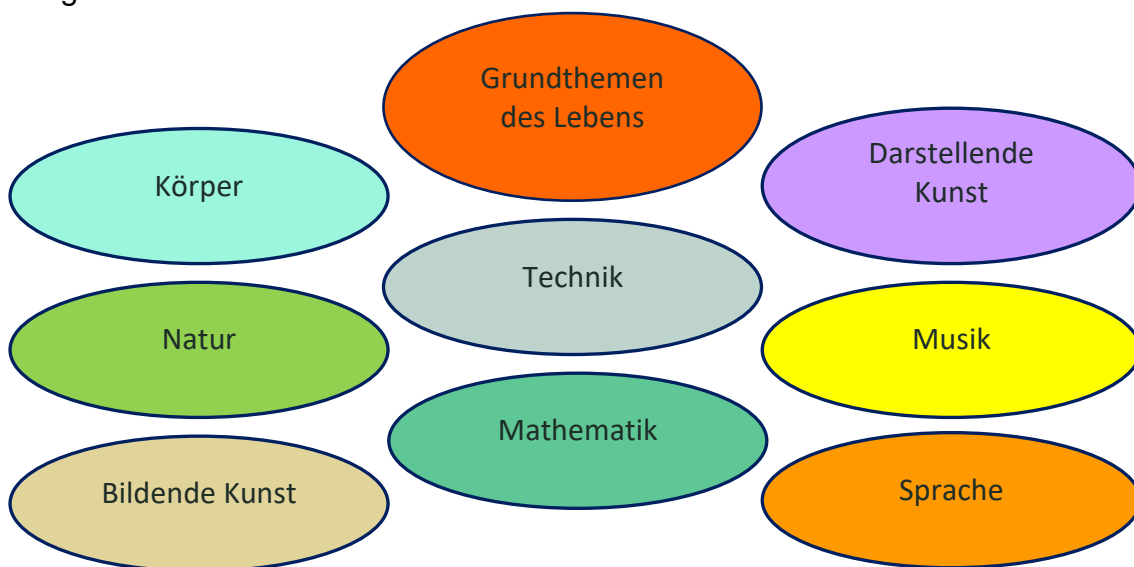 Grundthemen
des Lebens
Körper
Darstellende
Kunst
Technik
Natur
Musik
Mathematik
Bildende Kunst
Sprache